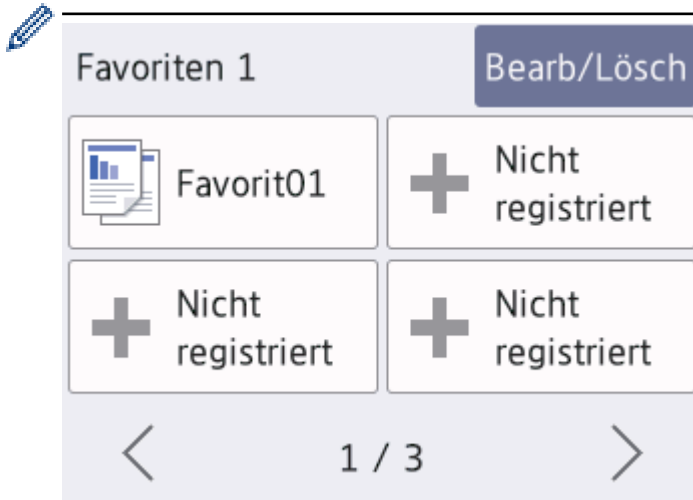 Favoriten 1
Bearb/Lösch
Favorit01
Nicht
registriert
Nicht
registriert
Nicht
registriert
1 / 3